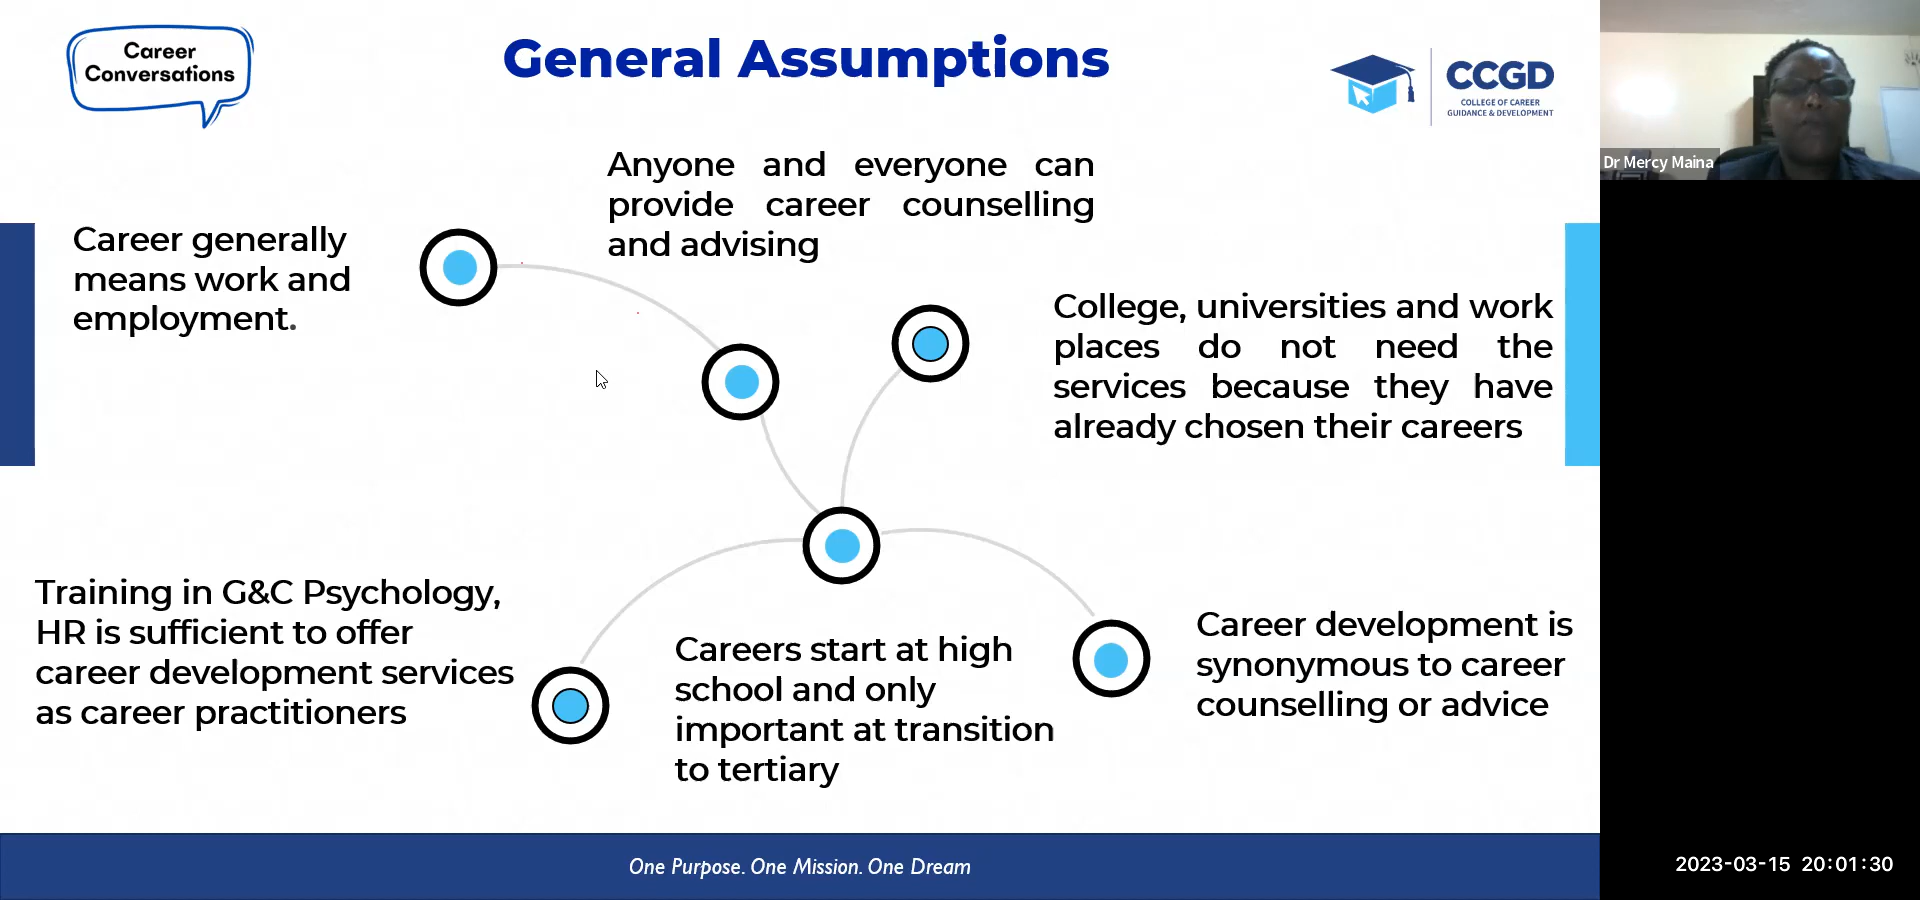 Career
Conversations
General Assumptions
CCGD
COLLEGE OF CAREER
GUIDANCE & DEVELOPMENT
Dr Mercy Maina
Anyone and everyone can
provide career counselling
and advising
Career generally
means work and
employment.
College, universities and work
places do not need the
services because they have
already chosen their careers
Training in G&C Psychology,
HR is sufficient to offer
career development services
as career practitioners
Careers start at high
school and only
important at transition
to tertiary
Career development is
synonymous to career
counselling or advice
One Purpose. One Mission. One Dream
2023-03-15 20:01:30